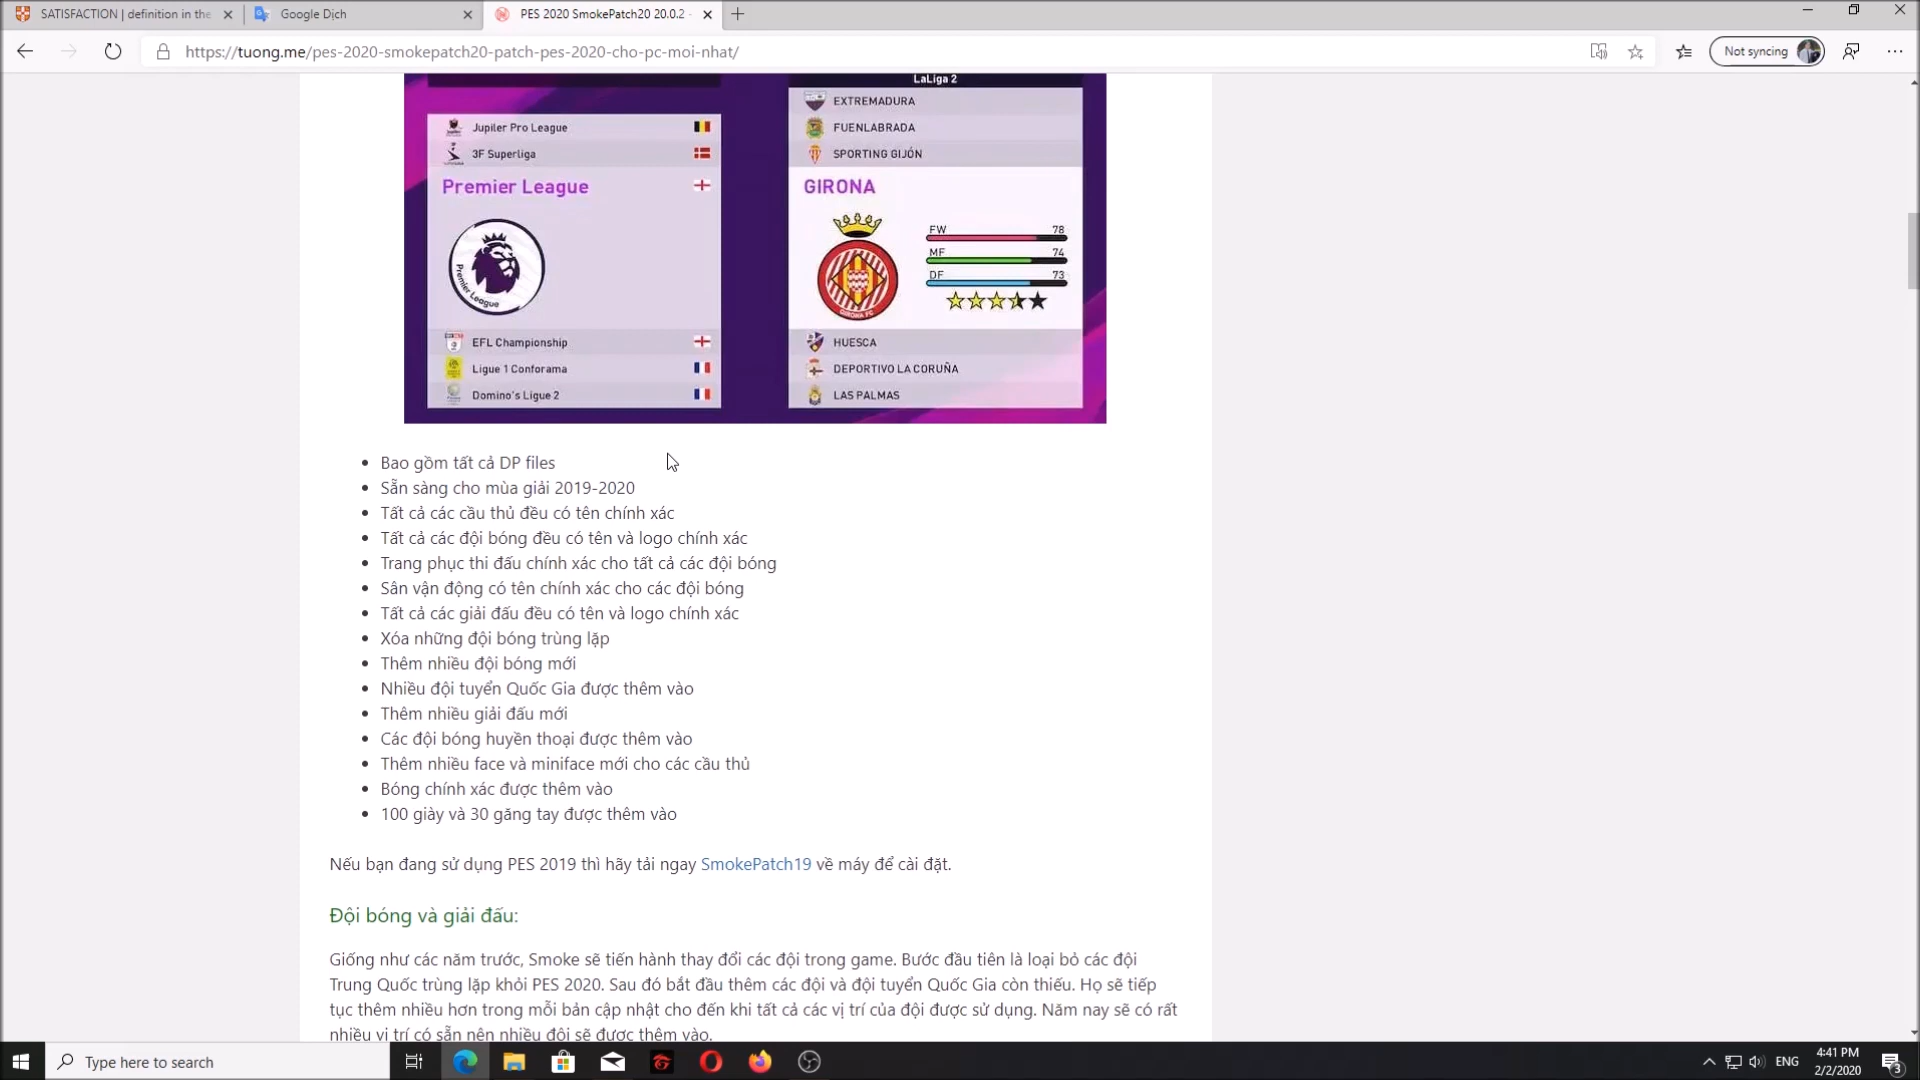 SATISFACTION | definition in the
Google Dịch
PES 2020 SmokePatch20 20.0.2 -
https://tuong.me/pes-2020-smokepatch20-patch-pes-2020-cho-pc-moi-nhat/
Not syncing
Jupiler Pro League
3F Superliga
Premier League
Premier League
EFL Championship
Ligue 1 Conforama
Domino's Ligue 2
LaLiga 2
EXTREMADURA
FUENLABRADA
SPORTING GIJÓN
GIRONA
FW 78
MF 74
DF 73
GIRONA FC
HUESCA
DEPORTIVO LA CORUÑA
LAS PALMAS
Bao gồm tất cả DP files
Sẵn sàng cho mùa giải 2019-2020
Tất cả các cầu thủ đều có tên chính xác
Tất cả các đội bóng đều có tên và logo chính xác
Trang phục thi đấu chính xác cho tất cả các đội bóng
Sân vận động có tên chính xác cho các đội bóng
Tất cả các giải đấu đều có tên và logo chính xác
Xóa những đội bóng trùng lặp
Thêm nhiều đội bóng mới
Nhiều đội tuyển Quốc Gia được thêm vào
Thêm nhiều giải đấu mới
Các đội bóng huyền thoại được thêm vào
Thêm nhiều face và miniface mới cho các cầu thủ
Bóng chính xác được thêm vào
100 giày và 30 găng tay được thêm vào
Nếu bạn đang sử dụng PES 2019 thì hãy tải ngay SmokePatch19 về máy để cài đặt.
Đội bóng và giải đấu:
Giống như các năm trước, Smoke sẽ tiến hành thay đổi các đội trong game. Bước đầu tiên là loại bỏ các đội
Trung Quốc trùng lặp khỏi PES 2020. Sau đó bắt đầu thêm các đội và đội tuyển Quốc Gia còn thiếu. Họ sẽ tiếp
tục thêm nhiều hơn trong mỗi bản cập nhật cho đến khi tất cả các vị trí của đội được sử dụng. Năm nay sẽ có rất
nhiều vị trí có sẵn nên nhiều đội sẽ được thêm vào.
Type here to search
ENG
4:41 PM
2/2/2020
3